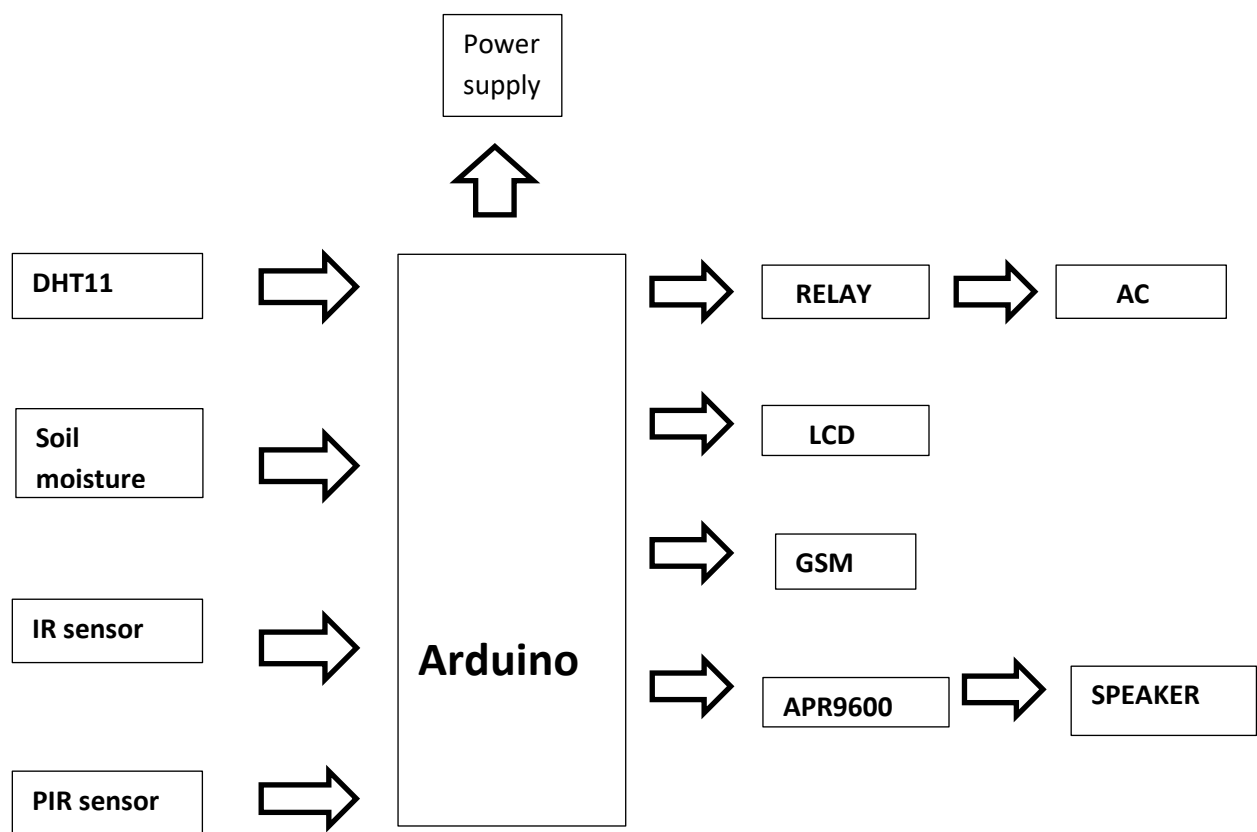 Power
supply
DHT11
RELAY
AC
Soil
moisture
LCD
GSM
IR sensor
Arduino
APR9600
SPEAKER
PIR sensor